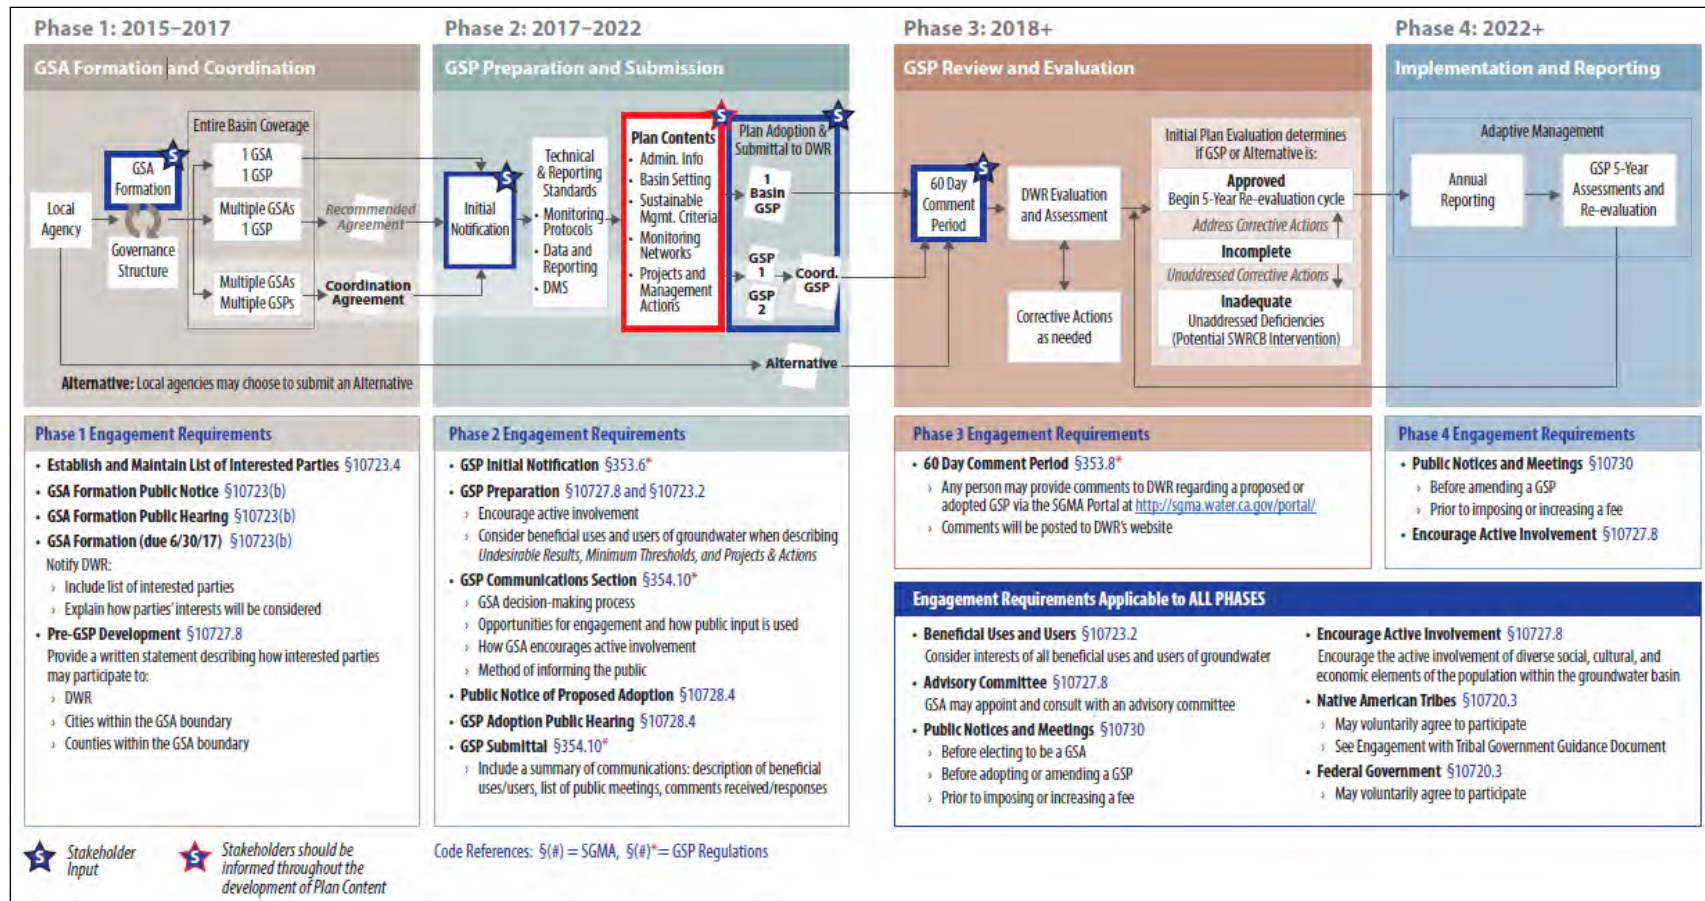 Phase 1: 2015–2017
GSA Formation and Coordination
Entire Basin Coverage
GSA
Formation
S
Local
Agency
Governance
Structure
1 GSA
1 GSP
Multiple GSAs
1 GSP
Multiple GSAs
Multiple GSPs
Recommended
Agreement
Coordination
Agreement
Alternative: Local agencies may choose to submit an Alternative
Phase 2: 2017–2022
GSP Preparation and Submission
S
Initial
Notification
Technical
& Reporting
Standards
• Monitoring
Protocols
• Data and
Reporting
• DMS
S
Plan Contents
• Admin. Info
• Basin Setting
• Sustainable
Mgmt. Criteria
• Monitoring
Networks
• Projects and
Management
Actions
S
Plan Adoption &
Submittal to DWR
1
Basin
GSP
GSP
1
GSP
2
Coord.
GSP
Alternative
Phase 3: 2018+
GSP Review and Evaluation
S
60 Day
Comment
Period
DWR Evaluation
and Assessment
Corrective Actions
as needed
Initial Plan Evaluation determines
if GSP or Alternative is:
Approved
Begin 5-Year Re-evaluation cycle
Address Corrective Actions
Incomplete
Unaddressed Corrective Actions
Inadequate
Unaddressed Deficiencies
(Potential SWRCB Intervention)
Phase 4: 2022+
Implementation and Reporting
Adaptive Management
Annual
Reporting
GSP 5-Year
Assessments and
Re-evaluation
Phase 1 Engagement Requirements
• Establish and Maintain List of Interested Parties §10723.4
• GSA Formation Public Notice §10723(b)
• GSA Formation Public Hearing §10723(b)
• GSA Formation (due 6/30/17) §10723(b)
Notify DWR:
› Include list of interested parties
› Explain how parties' interests will be considered
• Pre-GSP Development §10727.8
Provide a written statement describing how interested parties
may participate to:
› DWR
› Cities within the GSA boundary
› Counties within the GSA boundary
Phase 2 Engagement Requirements
• GSP Initial Notification §353.6*
• GSP Preparation §10727.8 and §10723.2
› Encourage active involvement
› Consider beneficial uses and users of groundwater when describing
Undesirable Results, Minimum Thresholds, and Projects & Actions
• GSP Communications Section §354.10*
› GSA decision-making process
› Opportunities for engagement and how public input is used
› How GSA encourages active involvement
› Method of informing the public
• Public Notice of Proposed Adoption §10728.4
• GSP Adoption Public Hearing §10728.4
• GSP Submittal §354.10*
› Include a summary of communications: description of beneficial
uses/users, list of public meetings, comments received/responses
Phase 3 Engagement Requirements
• 60 Day Comment Period §353.8*
› Any person may provide comments to DWR regarding a proposed or
adopted GSP via the SGMA Portal at http://sgma.water.ca.gov/portal/
› Comments will be posted to DWR's website
Phase 4 Engagement Requirements
• Public Notices and Meetings §10730
› Before amending a GSP
› Prior to imposing or increasing a fee
• Encourage Active Involvement §10727.8
Engagement Requirements Applicable to ALL PHASES
• Beneficial Uses and Users §10723.2
Consider interests of all beneficial uses and users of groundwater
• Advisory Committee §10727.8
GSA may appoint and consult with an advisory committee
• Public Notices and Meetings §10730
› Before electing to be a GSA
› Before adopting or amending a GSP
› Prior to imposing or increasing a fee
• Encourage Active Involvement §10727.8
Encourage the active involvement of diverse social, cultural, and
economic elements of the population within the groundwater basin
• Native American Tribes §10720.3
› May voluntarily agree to participate
› See Engagement with Tribal Government Guidance Document
• Federal Government §10720.3
› May voluntarily agree to participate
S
Stakeholder
Input
S
Stakeholders should be
informed throughout the
development of Plan Content
Code References: §(#) = SGMA, §(#)*= GSP Regulations